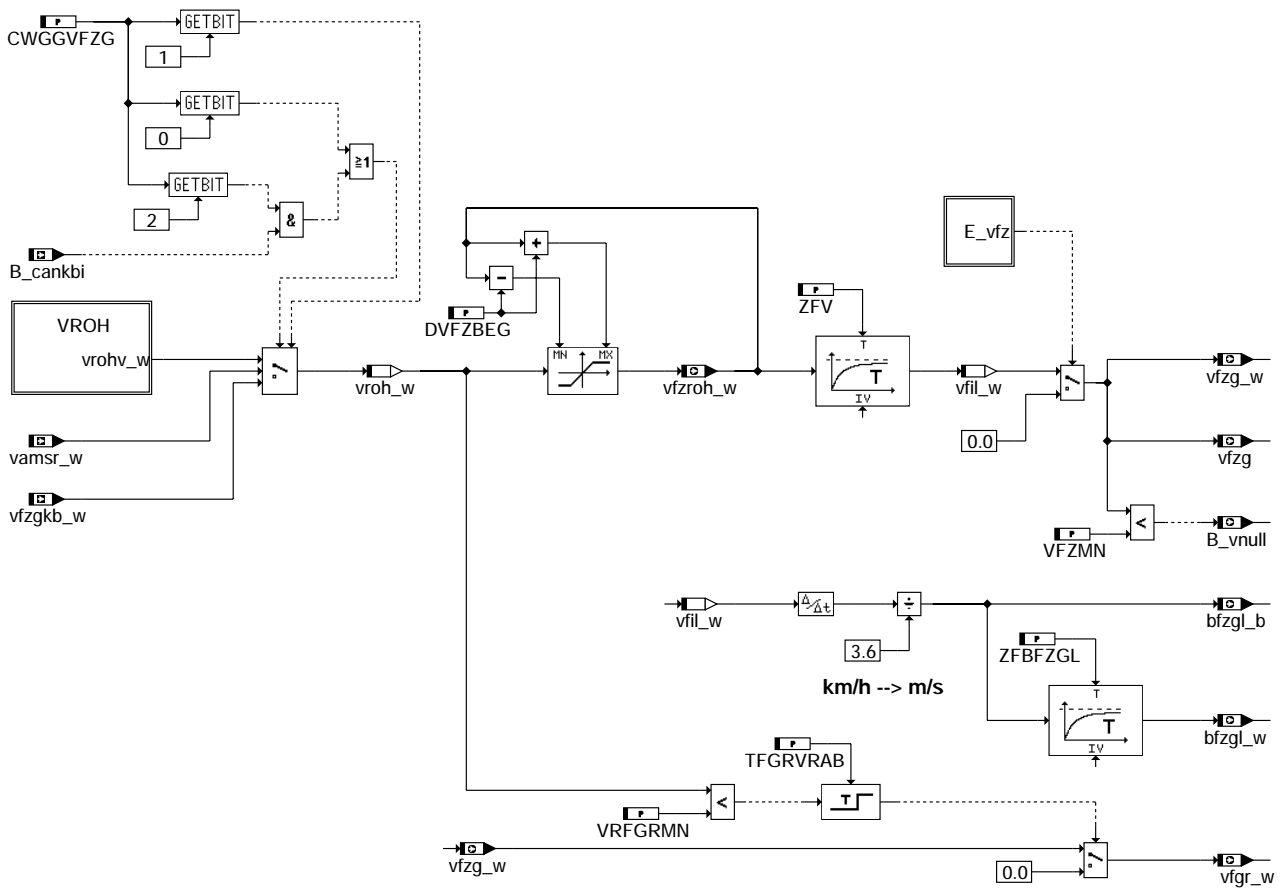 P
GETBIT
CWGGVFZG
1
GETBIT
0
≧1
GETBIT
2
&
E_vfz
+
B_cankbi
-
P
ZFV
P
DVFZBEG
VROH
vrohv_w
MN MX
T
T
IV
vroh_w
vfzroh_w
vfil_w
vfzg_w
0.0
vamsr_w
vfzg
vfzgkb_w
<
P
VFZMN
B_vnull
Δ/Δt
÷
vfil_w
bfzgl_b
3.6
P
ZFBFZGL
km/h --> m/s
T
T
IV
bfzgl_w
P
TFGRVRAB
<
T
P
VRFGRMN
vfzg_w
0.0
vfgr_w